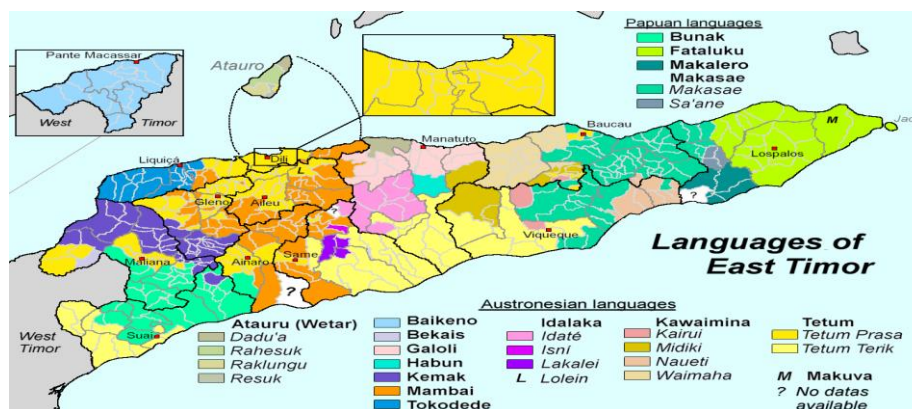 Papuan languages
Bunak
Fataluku
Makalero
Makasae
Makasae
Sa'ane
Pante Macassar
West Timor
Atauro
Manatuto
Baucau
M
Lospalos
Liquiçá
Dili
L
Gleno
Aileu
?
?
Viqueque
Maliana
Ainaro
Same
?
Suai
West
Timor
Languages of
East Timor
Austronesian languages
Atauru (Wetar)
Dadu'a
Rahesuk
Raklungu
Resuk
Baikeno
Bekais
Galoli
Habun
Kemak
Mambai
Tokodede
Idalaka
Idaté
Isní
Lakalei
L Lolein
Kawaimina
Kairui
Midiki
Naueti
Waimaha
Tetum
Tetum Prasa
Tetum Terik
M Makuva
? No datas
available